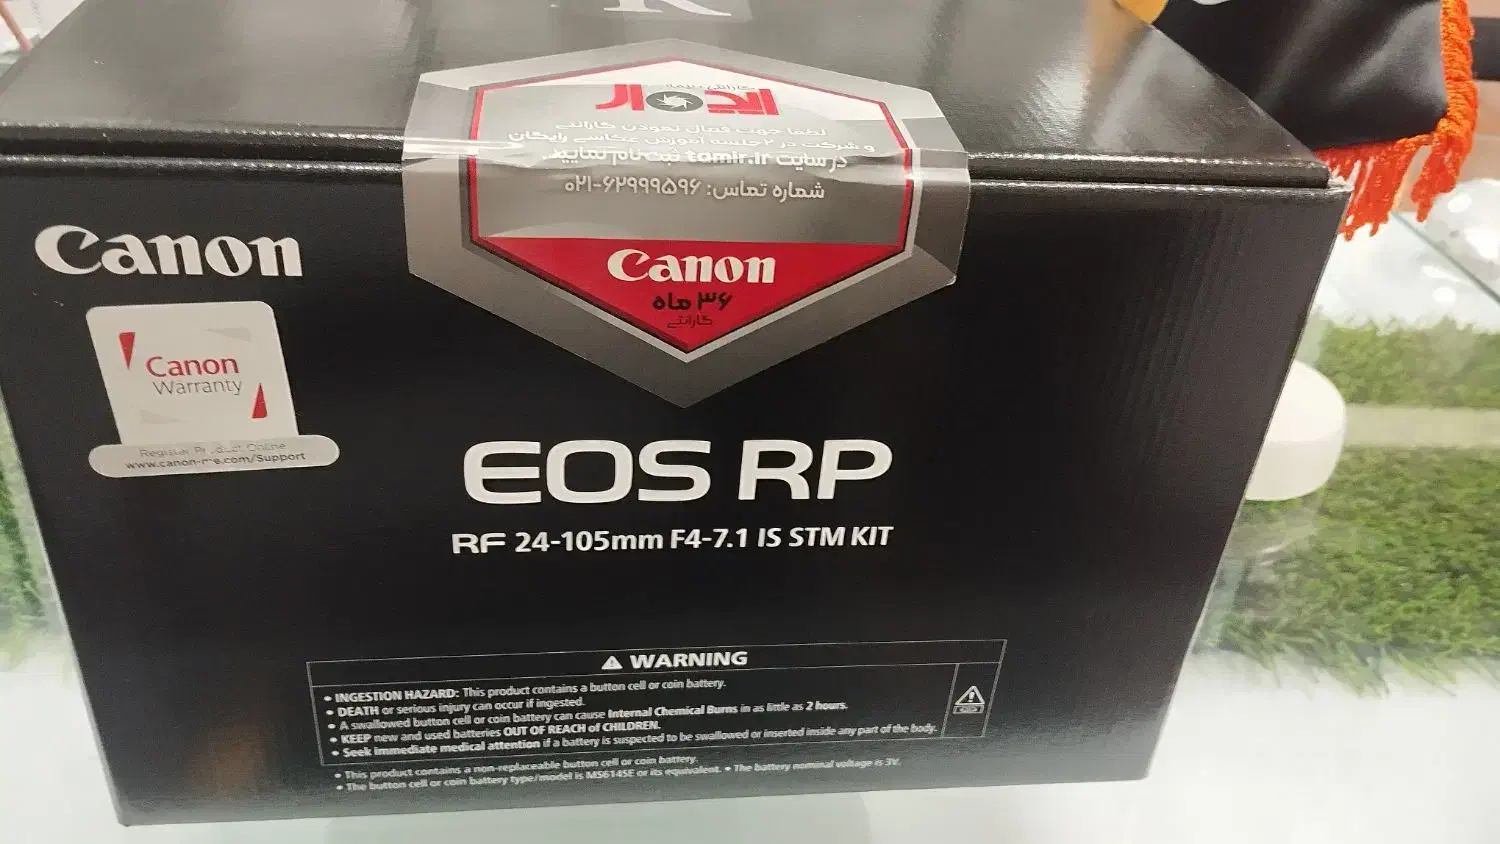 R
گارانتی بیمه
ایدوار
لطفا جهت فعال نمودن گارانتی
و شرکت در ۲ جلسه آموزش عکاسی رایگان
در سایت tamir.ir ثبت نام نمایید.
شماره تماس: ۶۲۹۹۹۵۹۶-۰۲۱
Canon
۳۶ ماه
گارانتی
Canon
Canon
Warranty
Register Product Online
www.canon-me.com/Support
EOS RP
RF 24-105mm F4-7.1 IS STM KIT
⚠ WARNING
• INGESTION HAZARD: This product contains a button cell or coin battery.
• DEATH or serious injury can occur if ingested.
• A swallowed button cell or coin battery can cause Internal Chemical Burns in as little as 2 hours.
• KEEP new and used batteries OUT OF REACH of CHILDREN.
• Seek immediate medical attention if a battery is suspected to be swallowed or inserted inside any part of the body.
• This product contains a non-replaceable button cell or coin battery.
• The button cell or coin battery type/model is MS614SE or its equivalent. • The battery nominal voltage is 3V.